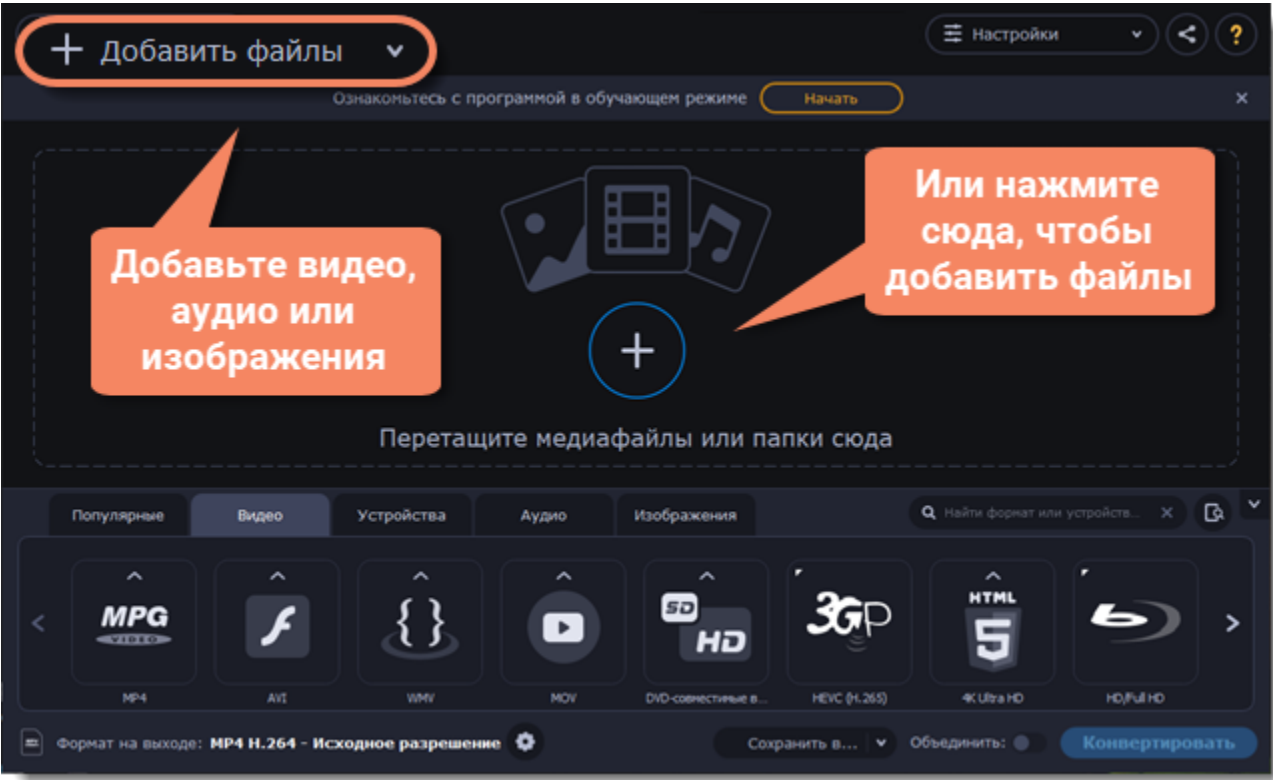 + Добавить файлы
Настройки
?
Ознакомьтесь с программой в обучающем режиме
Начать
Добавьте видео,
аудио или
изображения
Или нажмите
сюда, чтобы
добавить файлы
Перетащите медиафайлы или папки сюда
Популярные
Видео
Устройства
Аудио
Изображения
Найти формат или устройств...
MPG
VIDEO
MP4
AVI
{ }
WMV
MOV
SD
HD
DVD-совместимые в...
3GP
HEVC (H.265)
HTML
5
4K Ultra HD
HD/Full HD
Формат на выходе: MP4 H.264 - Исходное разрешение
Сохранить в...
Объединить:
Конвертировать